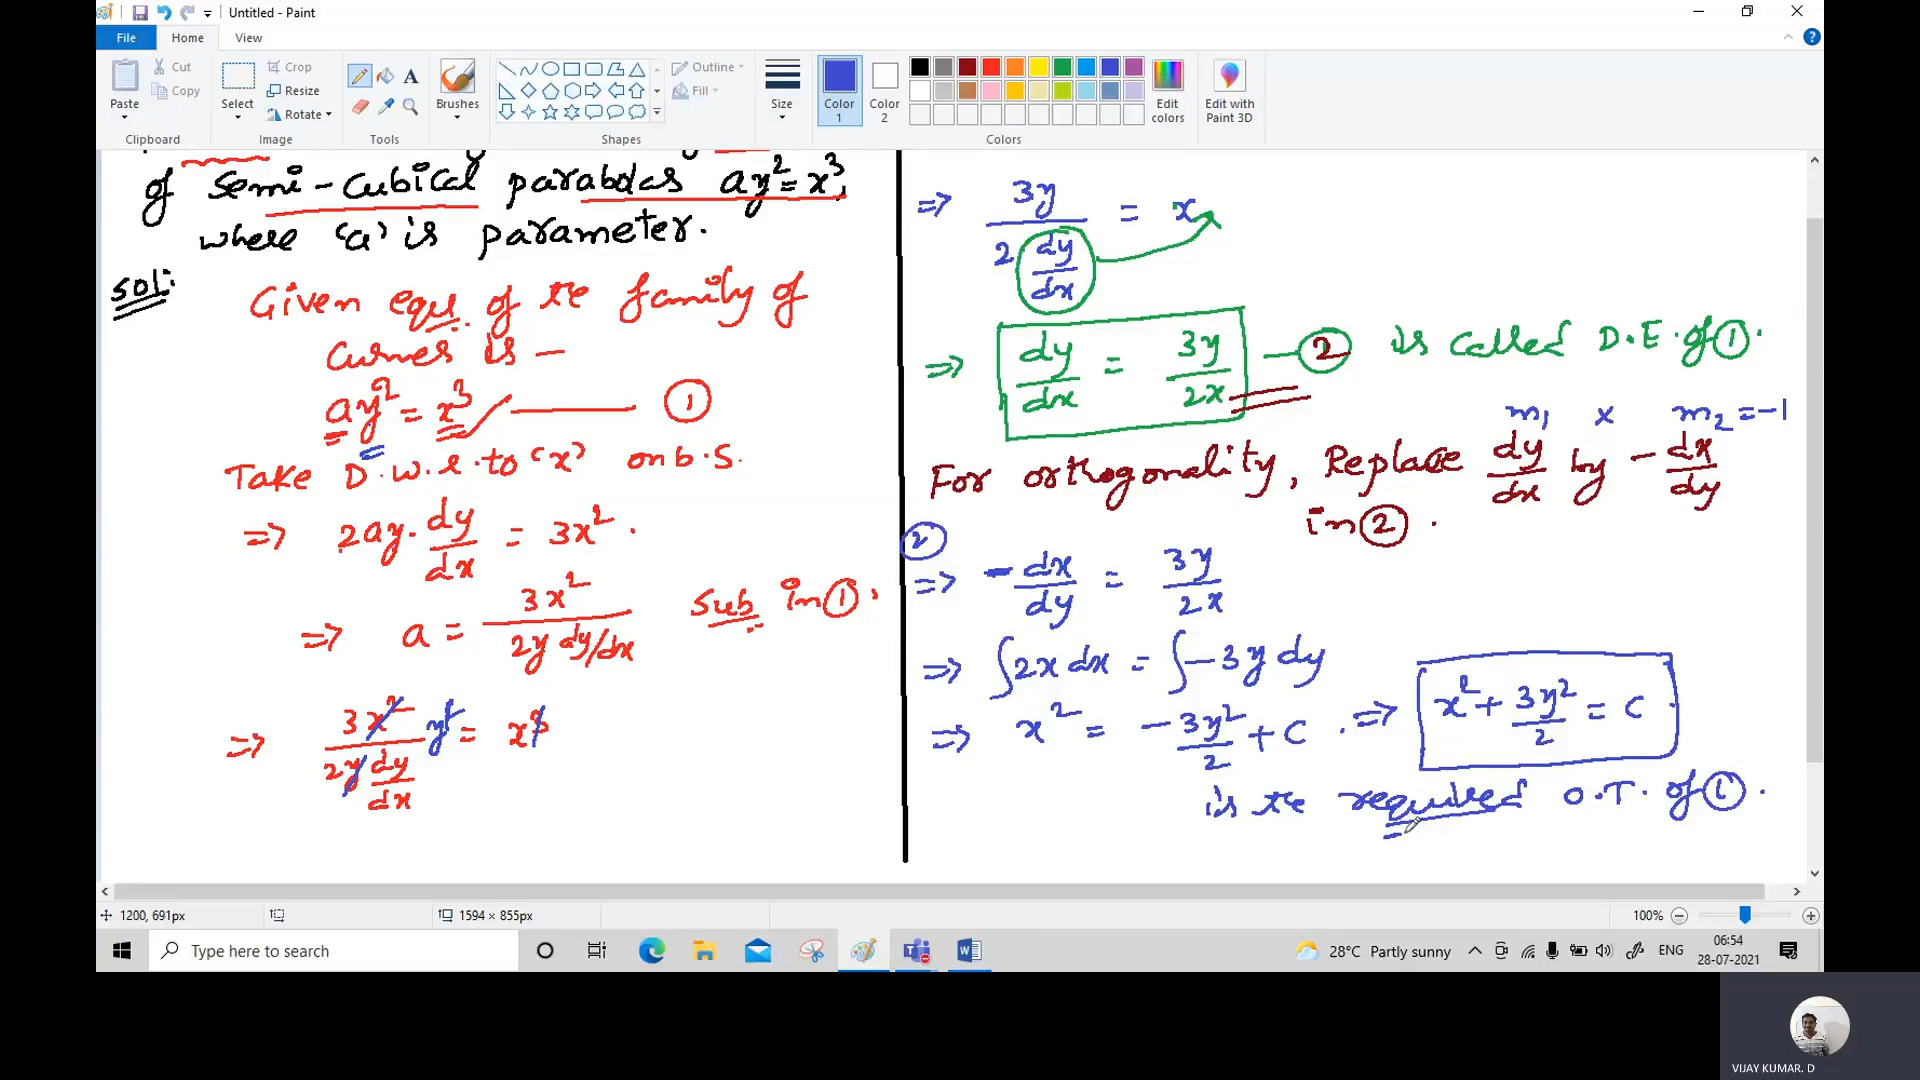 Untitled - Paint
File Home View
Cut
Copy
Paste
Clipboard
Crop
Resize
Rotate
Select
Image
Tools
Brushes
Shapes
Outline
Fill
Size
Color 1
Color 2
Colors
Edit colors
Edit with Paint 3D
of semi-cubical parabolas ay² = x³,
where 'a' is parameter.
Sol:
Given equ. of the family of
curves is —
ay² = x³ —— ①
Take D.w.r.to 'x' on b.s.
=> 2ay. dy/dx = 3x².
=> a = 3x² / 2y dy/dx Sub in ①.
=> 3x² / 2y dy/dx y² = x³
=> 3y / 2 dy/dx = x
=> dy/dx = 3y/2x — ② is called D.E. of ①.
m₁ x m₂ = -1
For orthogonality, Replace dy/dx by - dx/dy
in ② .
②
=> - dx/dy = 3y/2x
=> ∫2x dx = ∫-3y dy
=> x² = -3y²/2 + C . => x² + 3y²/2 = C
is the required O.T. of ①.
1200, 691px
1594 × 855px
100%
Type here to search
28°C Partly sunny
ENG
06:54
28-07-2021
VIJAY KUMAR. D